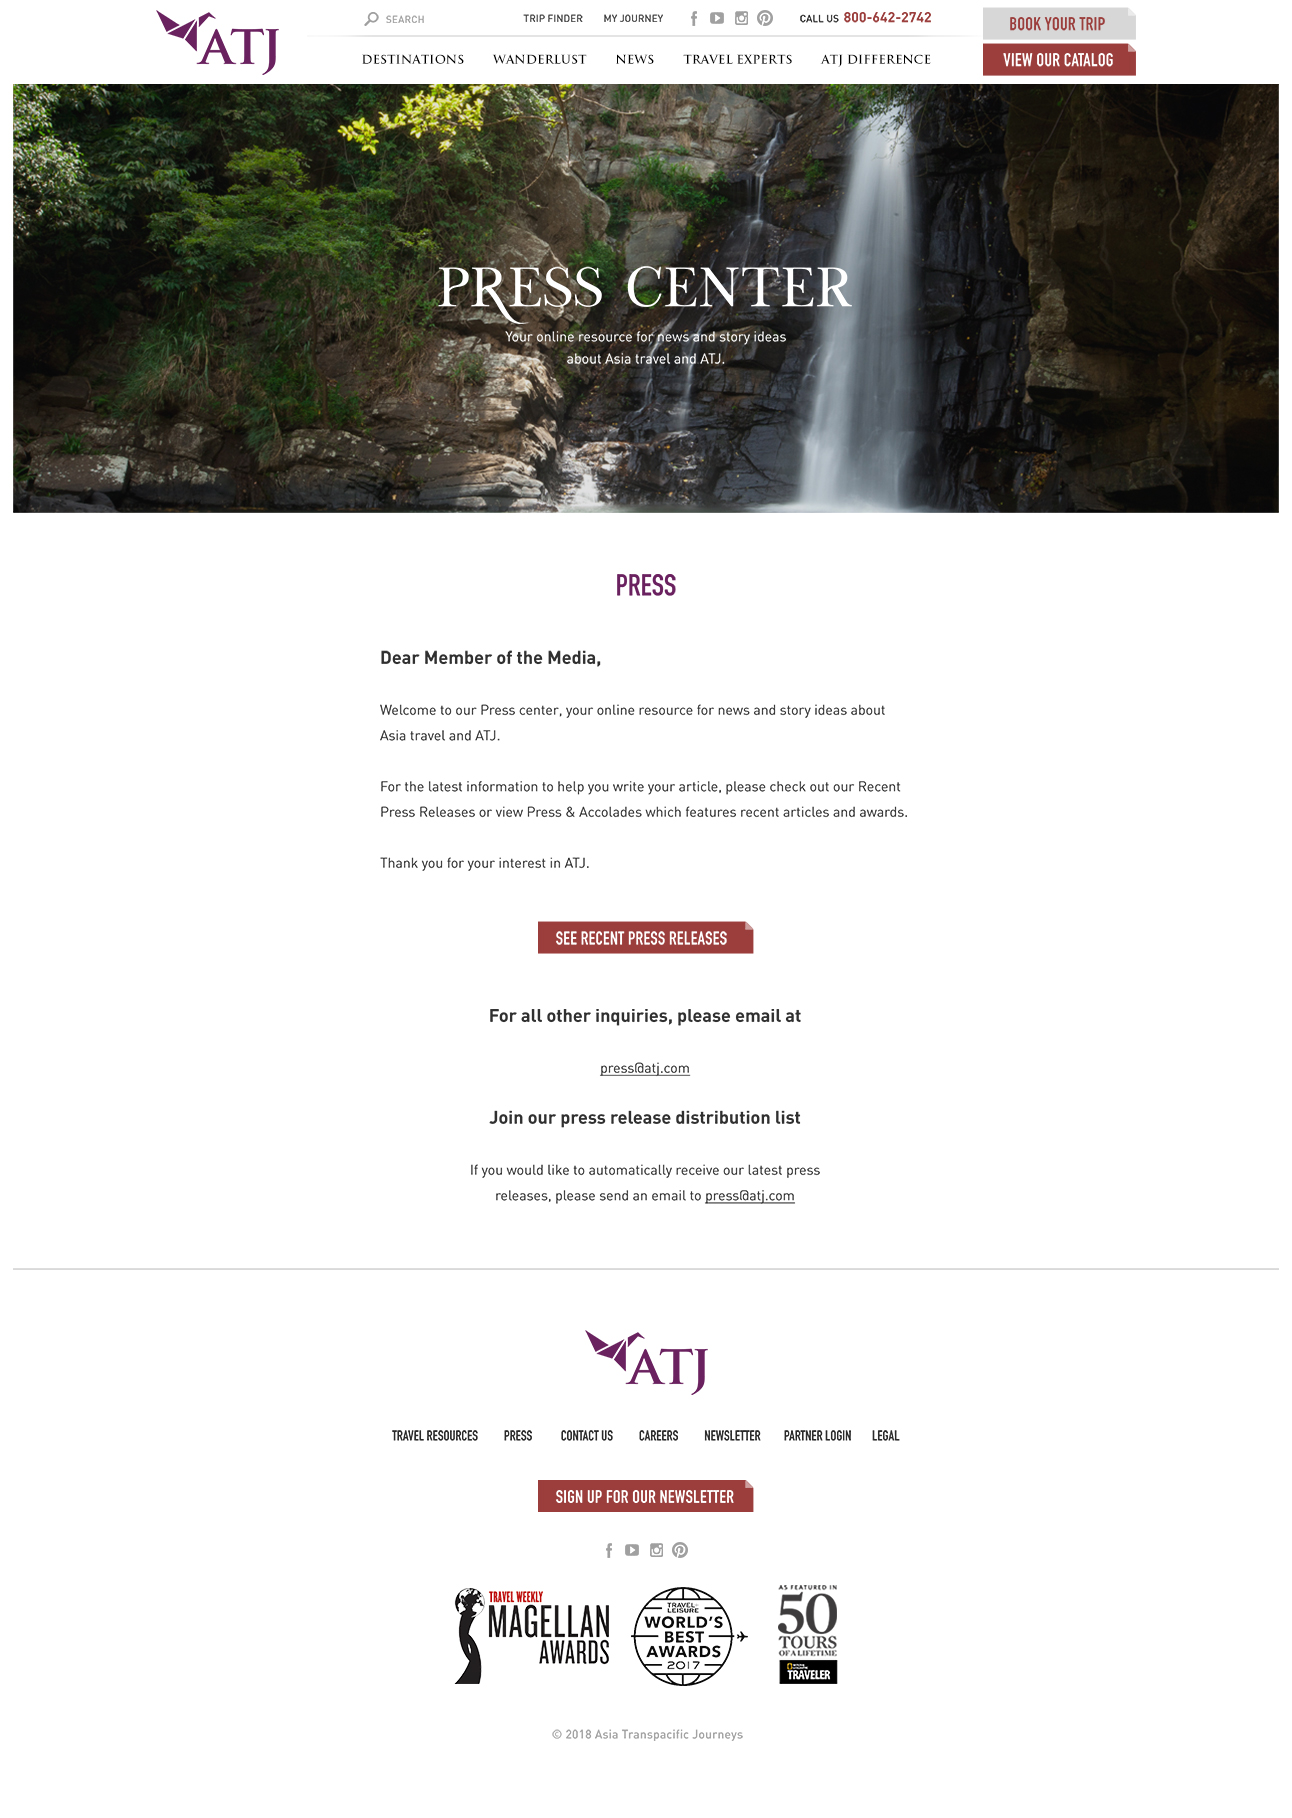 ATJ
SEARCH
TRIP FINDER
MY JOURNEY
CALL US 800-642-2742
BOOK YOUR TRIP
DESTINATIONS
WANDERLUST
NEWS
TRAVEL EXPERTS
ATJ DIFFERENCE
VIEW OUR CATALOG
PRESS CENTER
Your online resource for news and story ideas
about Asia travel and ATJ.
PRESS
Dear Member of the Media,
Welcome to our Press center, your online resource for news and story ideas about
Asia travel and ATJ.
For the latest information to help you write your article, please check out our Recent
Press Releases or view Press & Accolades which features recent articles and awards.
Thank you for your interest in ATJ.
SEE RECENT PRESS RELEASES
For all other inquiries, please email at
press@atj.com
Join our press release distribution list
If you would like to automatically receive our latest press
releases, please send an email to press@atj.com
ATJ
TRAVEL RESOURCES
PRESS
CONTACT US
CAREERS
NEWSLETTER
PARTNER LOGIN
LEGAL
SIGN UP FOR OUR NEWSLETTER
TRAVEL WEEKLY
MAGELLAN
AWARDS
TRAVEL+
LEISURE
WORLD'S
BEST
AWARDS
2017
AS FEATURED IN
50
TOURS
OF A LIFETIME
TRAVELER
© 2018 Asia Transpacific Journeys